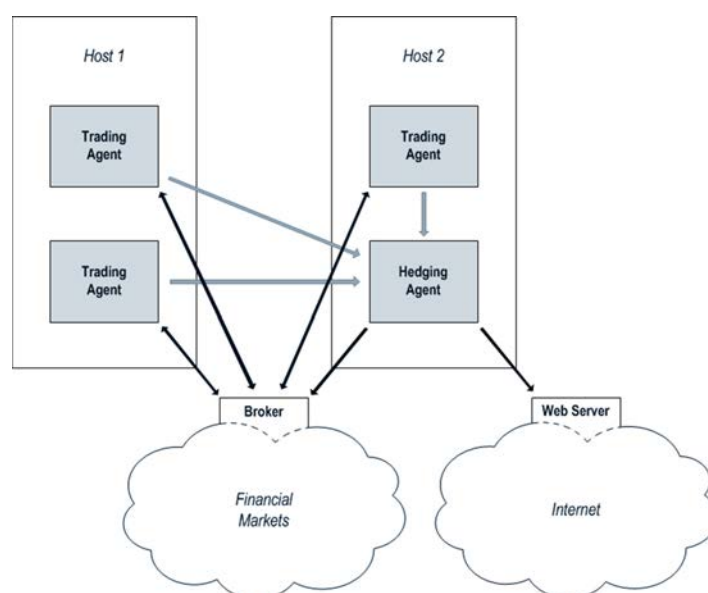 Host 1
Host 2
Trading
Agent
Trading
Agent
Trading
Agent
Hedging
Agent
Broker
Web Server
Financial
Markets
Internet